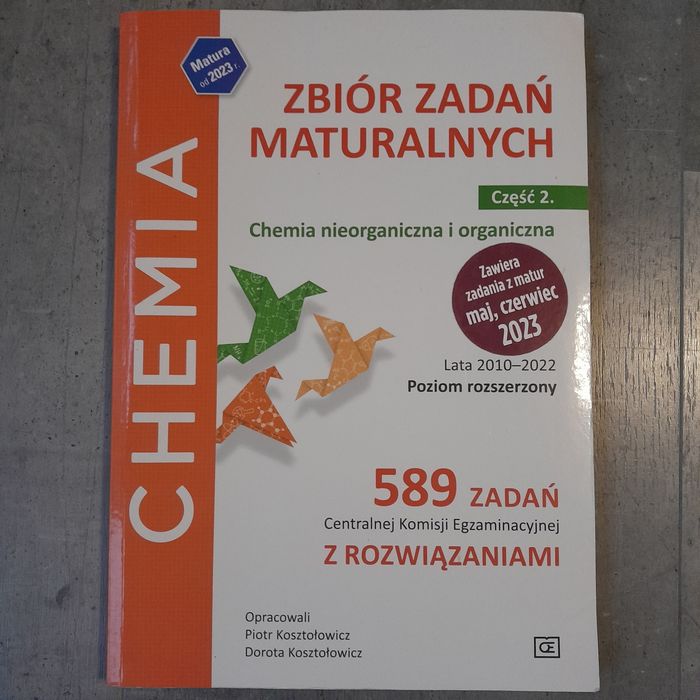 Matura
od 2023 r.
CHEMIA
ZBIÓR ZADAŃ
MATURALNYCH
Część 2.
Chemia nieorganiczna i organiczna
Zawiera
zadania z matur
maj, czerwiec
2023
Lata 2010–2022
Poziom rozszerzony
589 ZADAŃ
Centralnej Komisji Egzaminacyjnej
Z ROZWIĄZANIAMI
Opracowali
Piotr Kosztołowicz
Dorota Kosztołowicz
OE